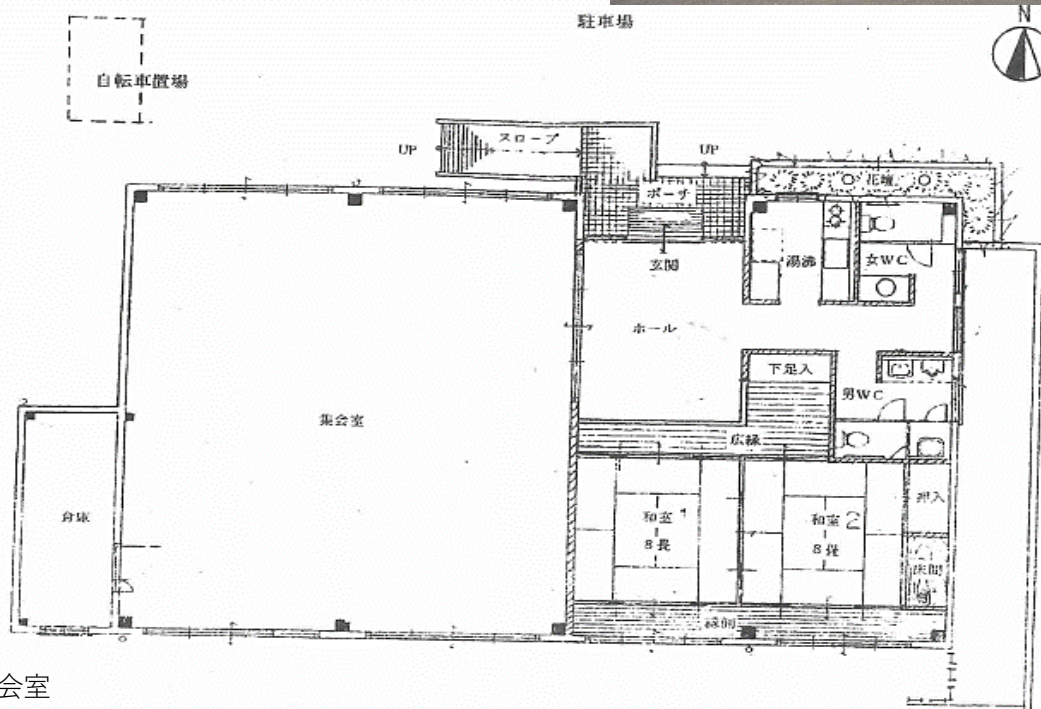 駐車場
N
自転車置場
スロープ
UP
UP
花壇
ポーチ
玄関
湯沸
女WC
ホール
下足入
男WC
集会室
広縁
倉庫
和室1
8畳
和室2
8畳
押入
床間
縁側
会室